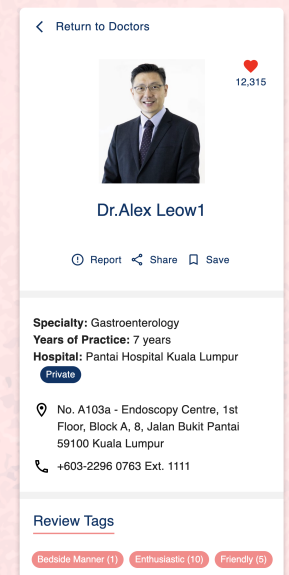 Return to Doctors
12,315
Dr.Alex Leow1
Report Share Save
Specialty: Gastroenterology
Years of Practice: 7 years
Hospital: Pantai Hospital Kuala Lumpur
Private
No. A103a - Endoscopy Centre, 1st
Floor, Block A, 8, Jalan Bukit Pantai
59100 Kuala Lumpur
+603-2296 0763 Ext. 1111
Review Tags
Bedside Manner (1) Enthusiastic (10) Friendly (5)